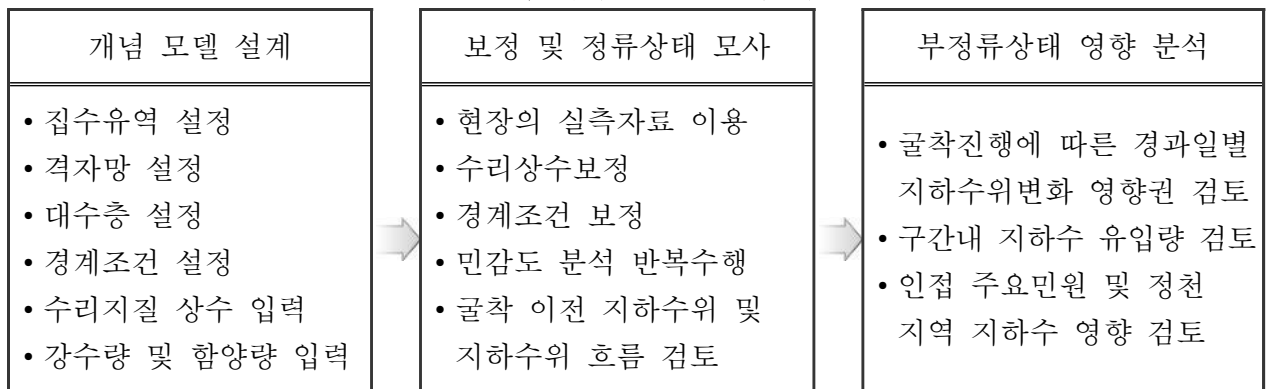 개념 모델 설계
• 집수유역 설정
• 격자망 설정
• 대수층 설정
• 경계조건 설정
• 수리지질 상수 입력
• 강수량 및 함양량 입력
보정 및 정류상태 모사
• 현장의 실측자료 이용
• 수리상수보정
• 경계조건 보정
• 민감도 분석 반복수행
• 굴착 이전 지하수위 및
지하수위 흐름 검토
부정류상태 영향 분석
• 굴착진행에 따른 경과일별
지하수위변화 영향권 검토
• 구간내 지하수 유입량 검토
• 인접 주요민원 및 정천
지역 지하수 영향 검토